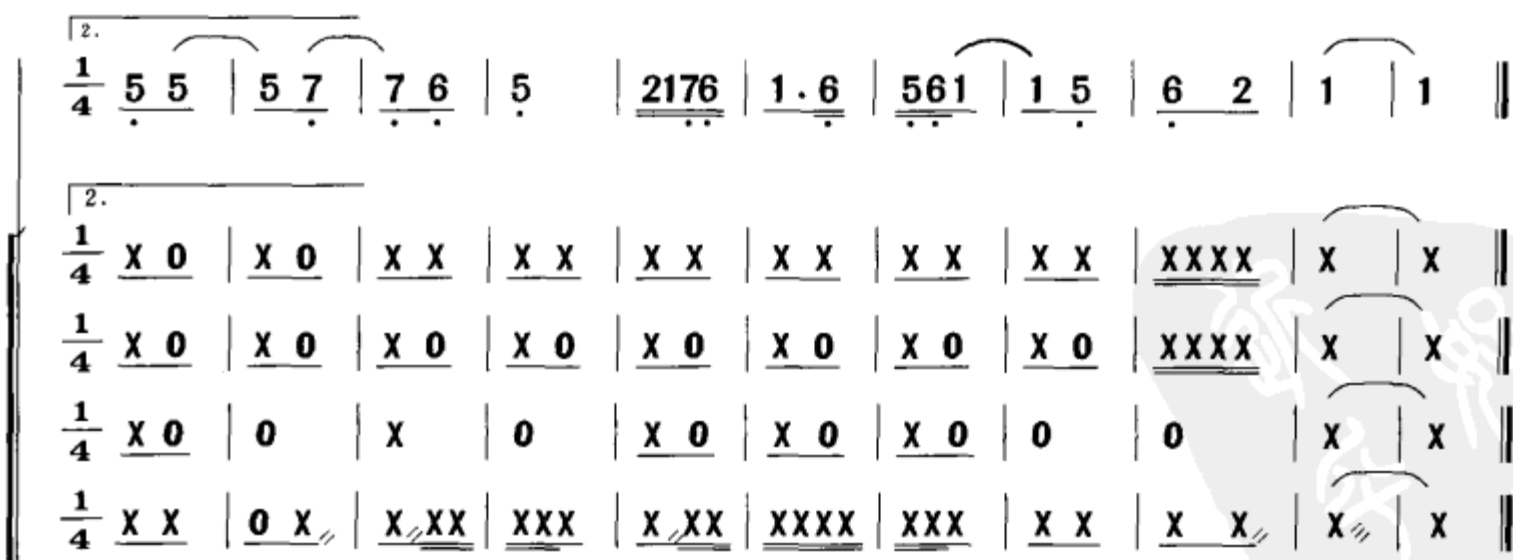 2.
1/4 5 5 | 5 7 | 7 6 | 5 | 2176 | 1·6 | 561 | 1 5 | 6 2 | 1 | 1 ‖
2.
1/4 X 0 | X 0 | X X | X X | X X | X X | X X | X X | XXXX | X | X ‖
1/4 X 0 | X 0 | X 0 | X 0 | X 0 | X 0 | X 0 | X 0 | XXXX | X | X ‖
1/4 X 0 | 0 | X | 0 | X 0 | X 0 | X 0 | 0 | 0 | X | X ‖
1/4 X X | 0 X | X XX | XXX | X XX | XXXX | XXX | X X | X X | X | X ‖